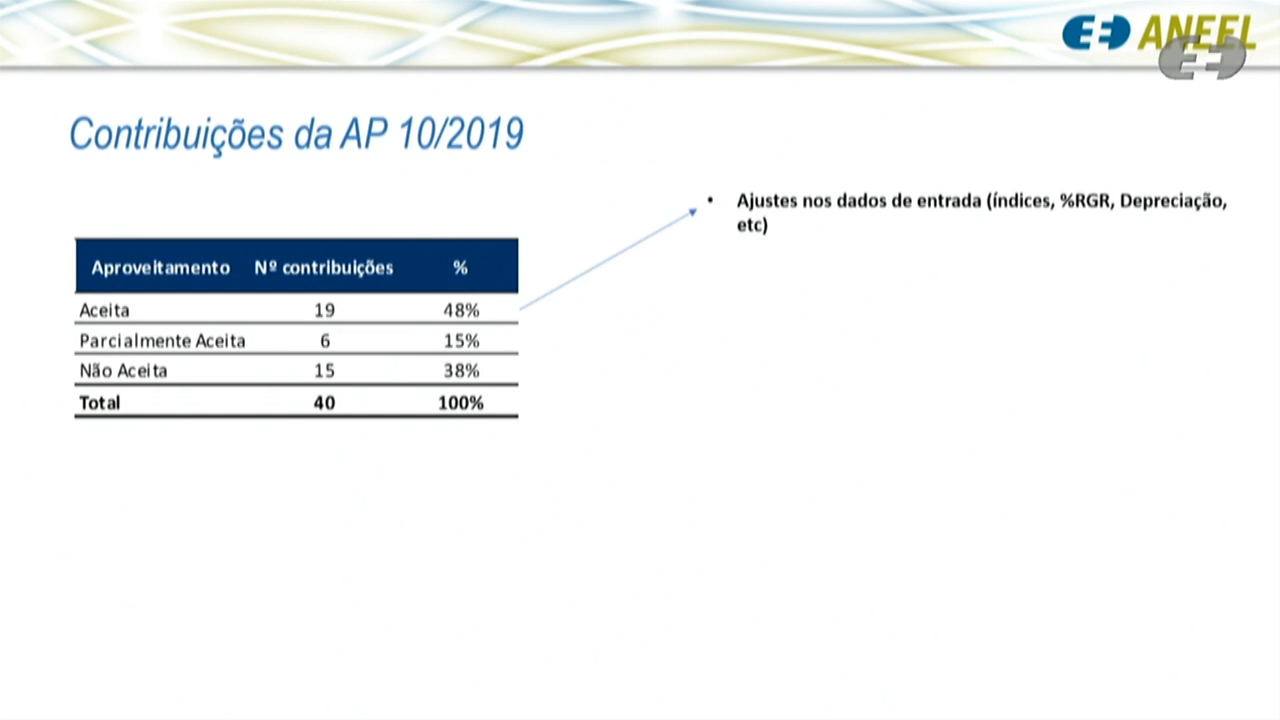 ANEEL
Contribuições da AP 10/2019
• Ajustes nos dados de entrada (índices, %RGR, Depreciação,
etc)
Aproveitamento Nº contribuições %
Aceita 19 48%
Parcialmente Aceita 6 15%
Não Aceita 15 38%
Total 40 100%